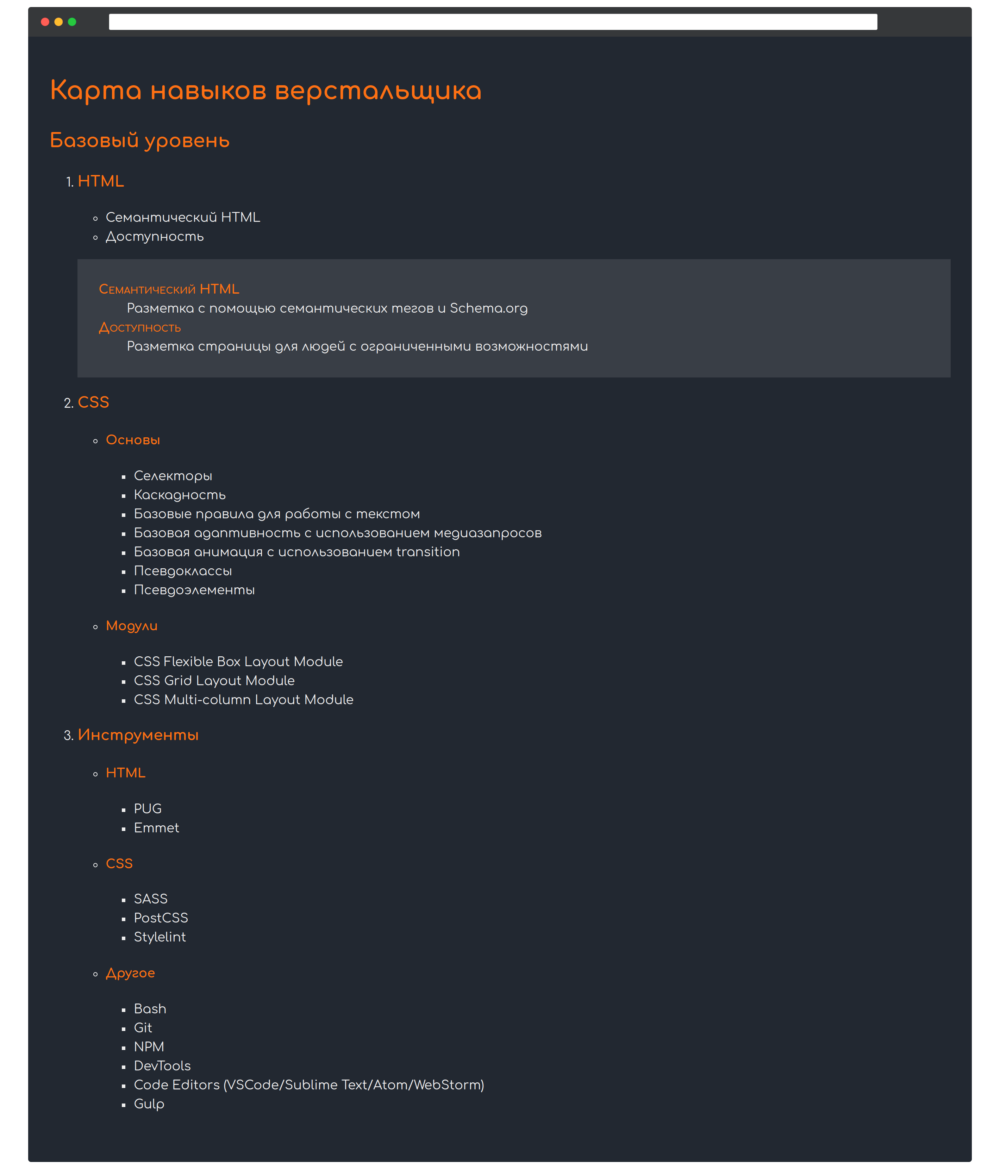 Карта навыков верстальщика
Базовый уровень
1. HTML
Семантический HTML
Доступность
Семантический HTML
Разметка с помощью семантических тегов и Schema.org
Доступность
Разметка страницы для людей с ограниченными возможностями
2. CSS
Основы
Селекторы
Каскадность
Базовые правила для работы с текстом
Базовая адаптивность с использованием медиазапросов
Базовая анимация с использованием transition
Псевдоклассы
Псевдоэлементы
Модули
CSS Flexible Box Layout Module
CSS Grid Layout Module
CSS Multi-column Layout Module
3. Инструменты
HTML
PUG
Emmet
CSS
SASS
PostCSS
Stylelint
Другое
Bash
Git
NPM
DevTools
Code Editors (VSCode/Sublime Text/Atom/WebStorm)
Gulp